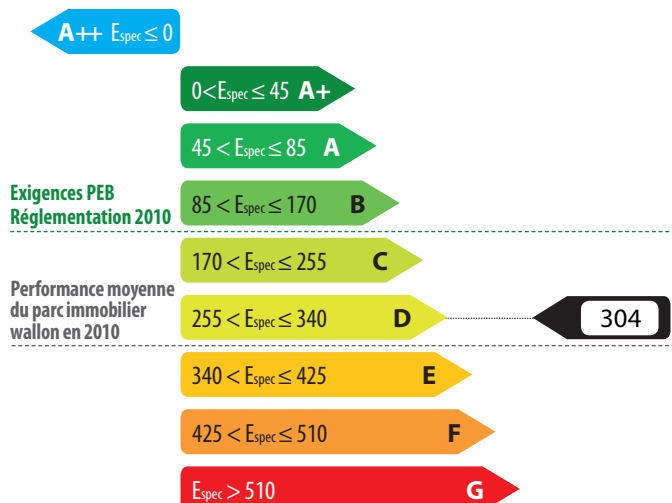 A++ Espec ≤ 0
0<Espec ≤ 45 A+
45 < Espec ≤ 85 A
Exigences PEB
Réglementation 2010
85 < Espec ≤ 170 B
170 < Espec ≤ 255 C
Performance moyenne
du parc immobilier
wallon en 2010
255 < Espec ≤ 340 D
304
340 < Espec ≤ 425 E
425 < Espec ≤ 510 F
Espec > 510 G